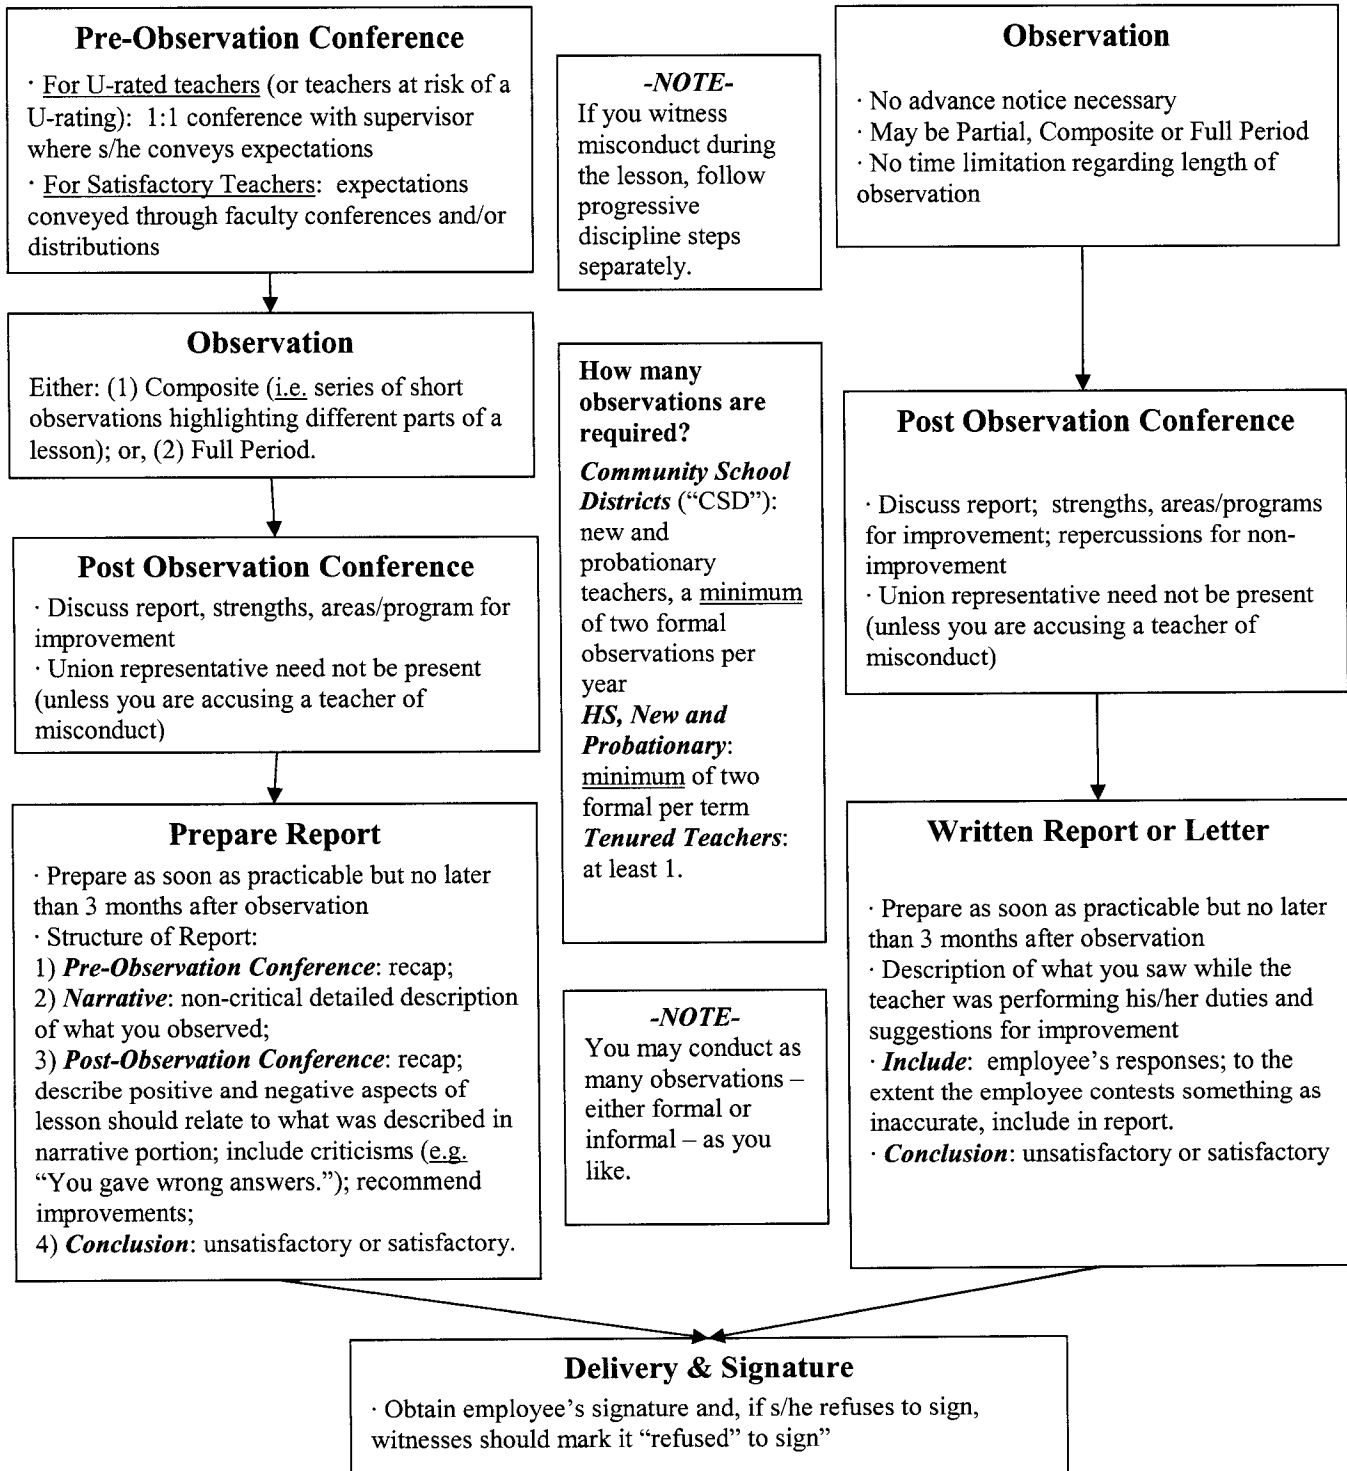 Pre-Observation Conference
· For U-rated teachers (or teachers at risk of a
U-rating): 1:1 conference with supervisor
where s/he conveys expectations
· For Satisfactory Teachers: expectations
conveyed through faculty conferences and/or
distributions
Observation
Either: (1) Composite (i.e. series of short
observations highlighting different parts of a
lesson); or, (2) Full Period.
Post Observation Conference
· Discuss report, strengths, areas/program for
improvement
· Union representative need not be present
(unless you are accusing a teacher of
misconduct)
Prepare Report
· Prepare as soon as practicable but no later
than 3 months after observation
· Structure of Report:
1) Pre-Observation Conference: recap;
2) Narrative: non-critical detailed description
of what you observed;
3) Post-Observation Conference: recap;
describe positive and negative aspects of
lesson should relate to what was described in
narrative portion; include criticisms (e.g.
“You gave wrong answers.”); recommend
improvements;
4) Conclusion: unsatisfactory or satisfactory.
-NOTE-
If you witness
misconduct during
the lesson, follow
progressive
discipline steps
separately.
How many
observations are
required?
Community School
Districts (“CSD”):
new and
probationary
teachers, a minimum
of two formal
observations per
year
HS, New and
Probationary:
minimum of two
formal per term
Tenured Teachers:
at least 1.
-NOTE-
You may conduct as
many observations –
either formal or
informal – as you
like.
Observation
· No advance notice necessary
· May be Partial, Composite or Full Period
· No time limitation regarding length of
observation
Post Observation Conference
· Discuss report; strengths, areas/programs
for improvement; repercussions for non-
improvement
· Union representative need not be present
(unless you are accusing a teacher of
misconduct)
Written Report or Letter
· Prepare as soon as practicable but no later
than 3 months after observation
· Description of what you saw while the
teacher was performing his/her duties and
suggestions for improvement
· Include: employee’s responses; to the
extent the employee contests something as
inaccurate, include in report.
· Conclusion: unsatisfactory or satisfactory
Delivery & Signature
· Obtain employee’s signature and, if s/he refuses to sign,
witnesses should mark it “refused” to sign”